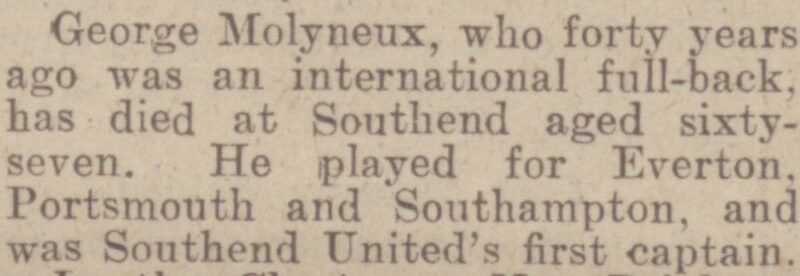 George Molyneux, who forty years
ago was an international full-back,
has died at Southend aged sixty-
seven. He played for Everton,
Portsmouth and Southampton, and
was Southend United's first captain.